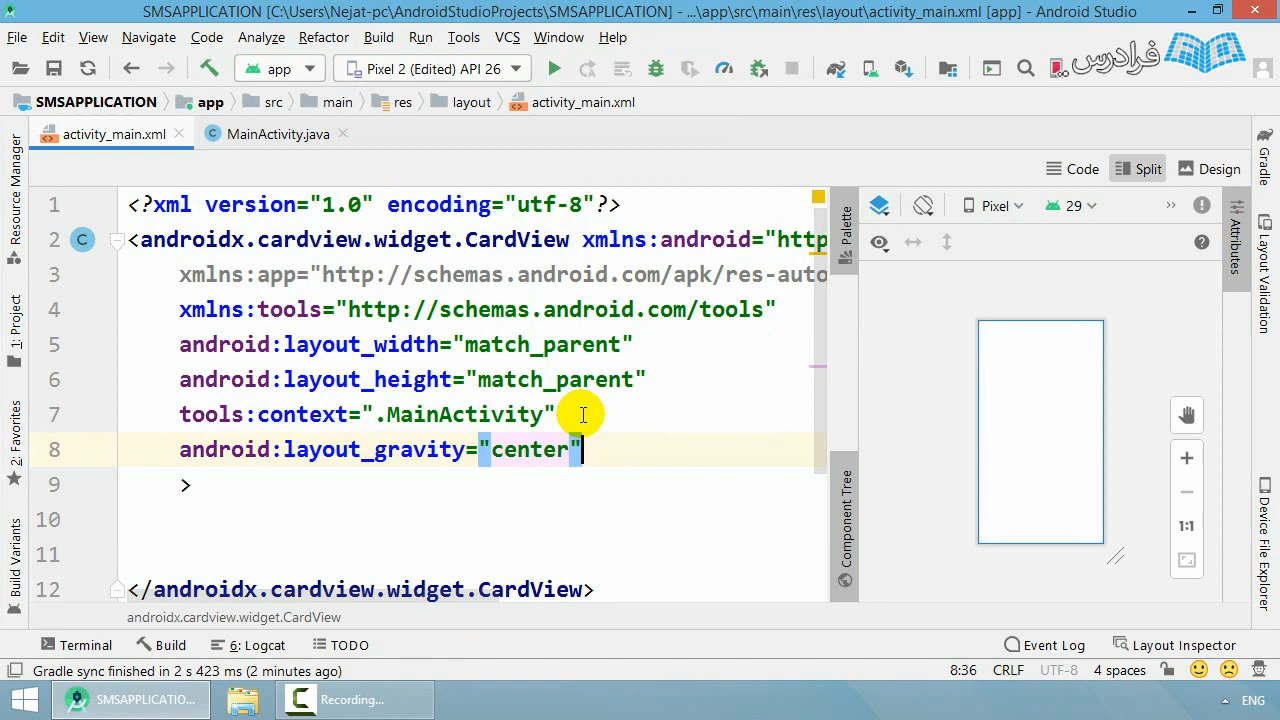 SMSAPPLICATION [C:\Users\Nejat-pc\AndroidStudioProjects\SMSAPPLICATION] - ...\app\src\main\res\layout\activity_main.xml [app] - Android Studio
File Edit View Navigate Code Analyze Refactor Build Run Tools VCS Window Help
app Pixel 2 (Edited) API 26
فرادرس
SMSAPPLICATION app src main res layout activity_main.xml
activity_main.xml MainActivity.java
Code Split Design
1 <?xml version="1.0" encoding="utf-8"?>
2 <androidx.cardview.widget.CardView xmlns:android="http
3 xmlns:app="http://schemas.android.com/apk/res-auto
4 xmlns:tools="http://schemas.android.com/tools"
5 android:layout_width="match_parent"
6 android:layout_height="match_parent"
7 tools:context=".MainActivity"
8 android:layout_gravity="center"
9 >
10
11
12 </androidx.cardview.widget.CardView>
androidx.cardview.widget.CardView
Resource Manager
1: Project
2: Favorites
Build Variants
Palette
Component Tree
Pixel 29 >>
1:1
Attributes
Gradle
Layout Validation
Device File Explorer
Terminal Build 6: Logcat TODO Event Log Layout Inspector
Gradle sync finished in 2 s 423 ms (2 minutes ago) 8:36 CRLF UTF-8 4 spaces
SMSAPPLICATIO... Recording... ENG